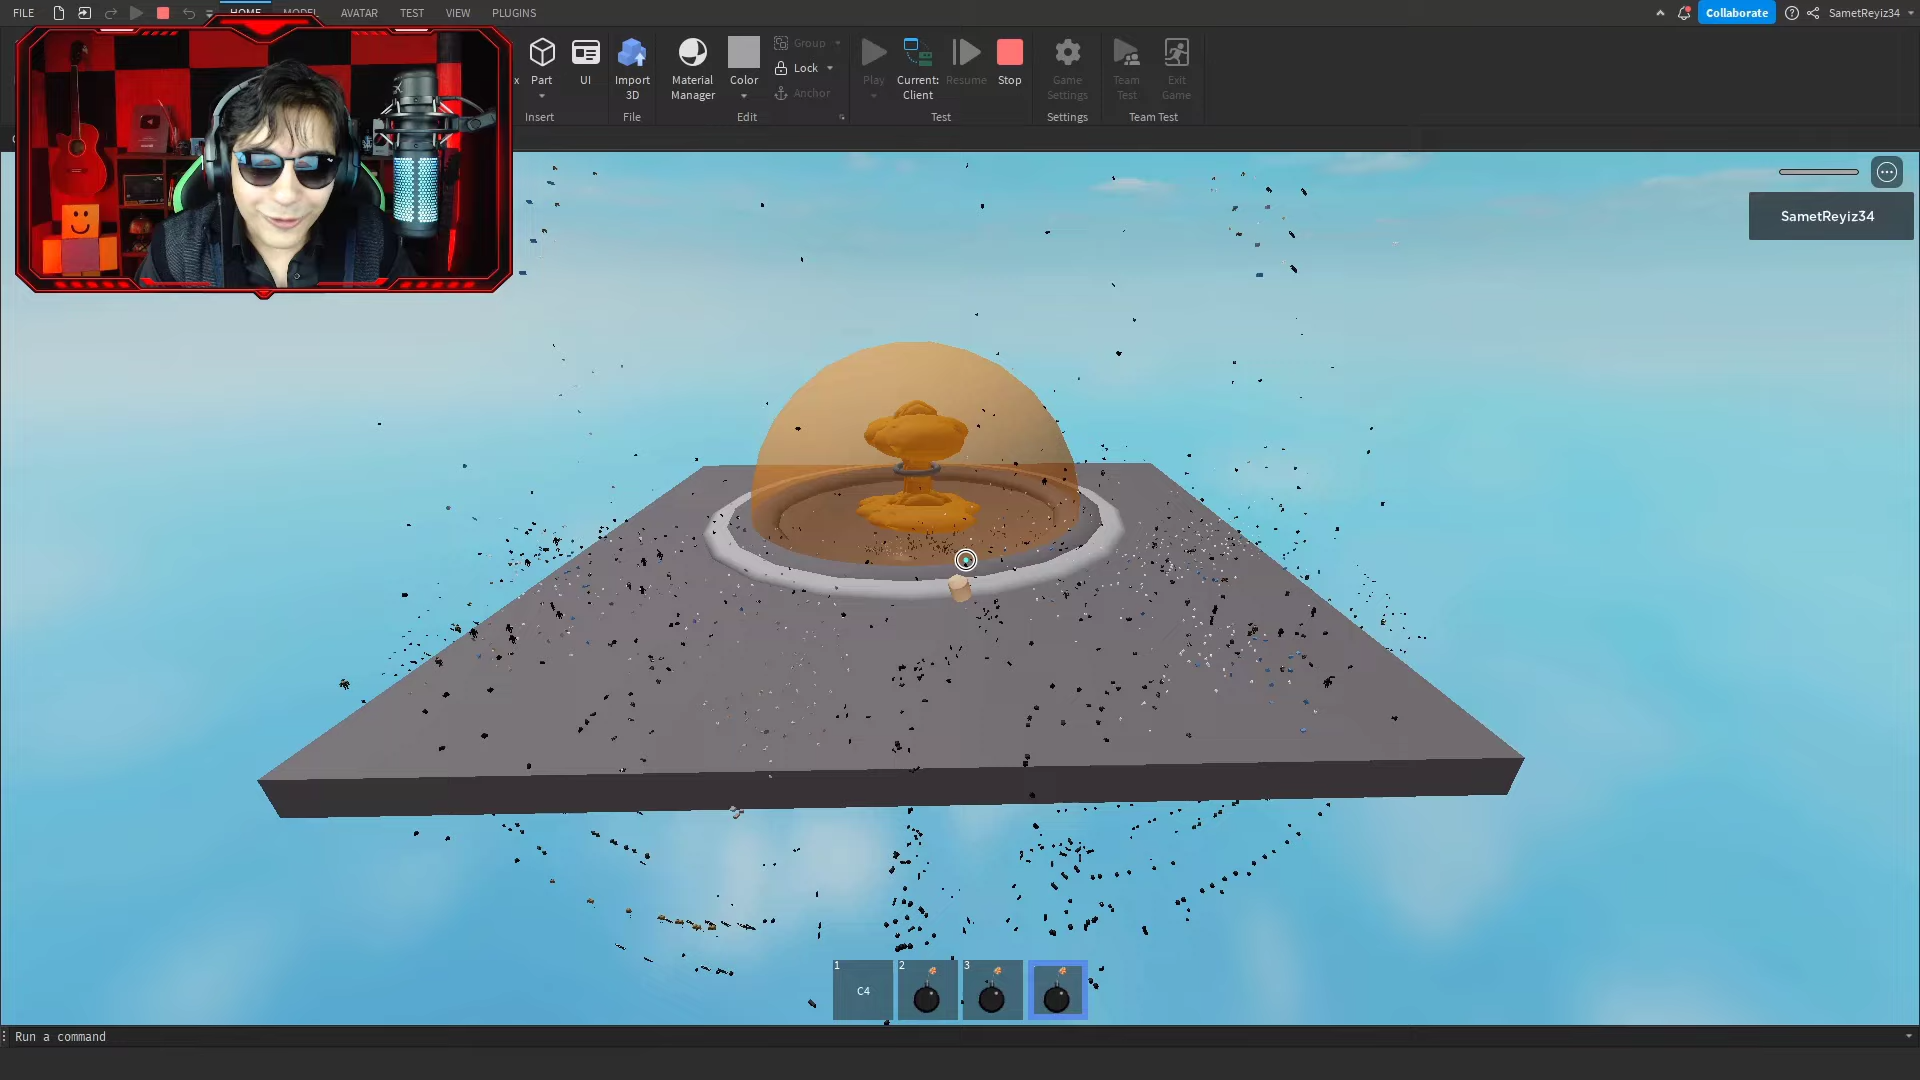 FILE
HOME
MODEL
AVATAR
TEST
VIEW
PLUGINS
Collaborate
SametReyiz34
Part
UI
Import
3D
Material
Manager
Color
Group
Lock
Anchor
Play
Current:
Client
Resume
Stop
Game
Settings
Team
Test
Exit
Game
Insert
File
Edit
Test
Settings
Team Test
SametReyiz34
1
C4
2
3
Run a command